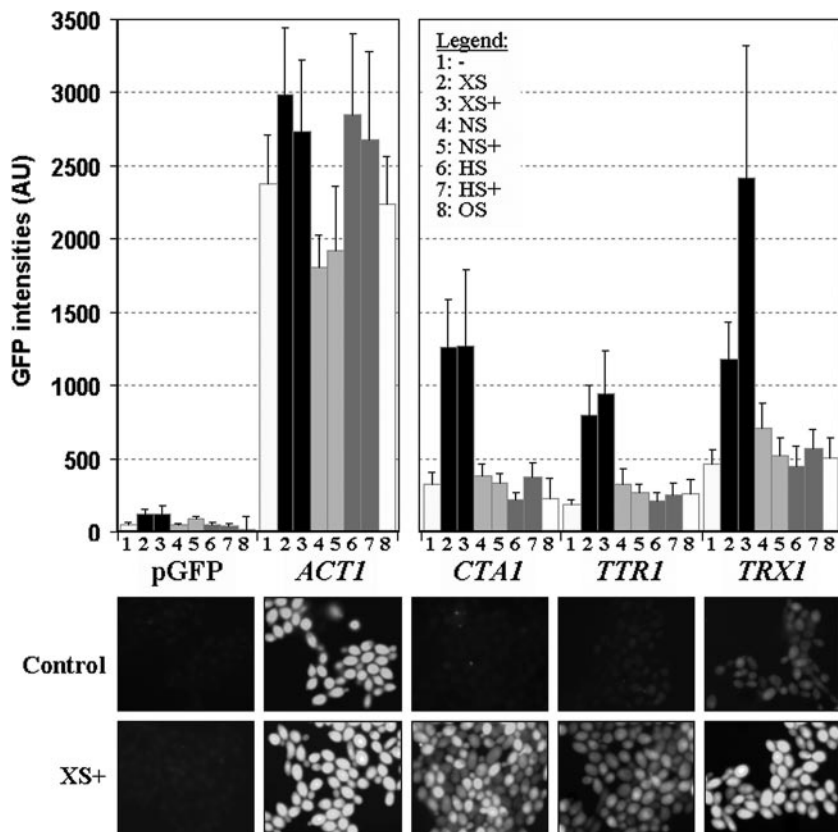 GFP intensities (AU)
3500
3000
2500
2000
1500
1000
500
0
Legend:
1: -
2: XS
3: XS+
4: NS
5: NS+
6: HS
7: HS+
8: OS
1 2 3 4 5 6 7 8 1 2 3 4 5 6 7 8 1 2 3 4 5 6 7 8 1 2 3 4 5 6 7 8 1 2 3 4 5 6 7 8
pGFP ACT1 CTA1 TTR1 TRX1
Control
XS+